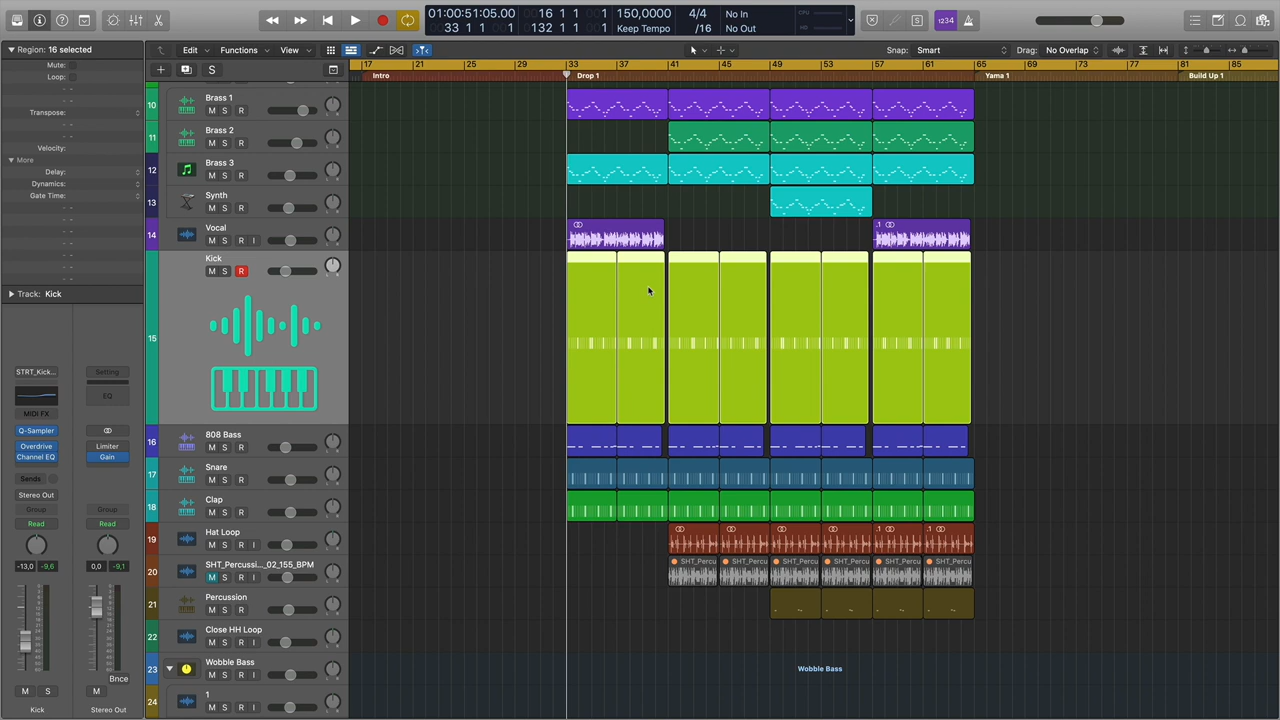 01:00:51:05.00 16 1 1 001 150,0000 4/4 No In CPU
33 1 1 001 132 1 1 001 Keep Tempo /16 No Out HD
1234
Region: 16 selected
Edit Functions View Snap: Smart Drag: No Overlap
Mute:
Loop:
Transpose:
Velocity:
More
Delay:
Dynamics:
Gate Time:
Track: Kick
S
17 21 25 29 33 37 41 45 49 53 57 61 65 69 73 77 81 85
Intro Drop 1 Yama 1 Build Up 1
10 Brass 1
M S R
11 Brass 2
M S R
12 Brass 3
M S R
13 Synth
M S R
14 Vocal
M S R I
15 Kick
M S R
16 808 Bass
M S R
17 Snare
M S R
18 Clap
M S R
19 Hat Loop
M S R I
20 SHT_Percussi..._02_155_BPM
M S R I
SHT_Percu SHT_Percu SHT_Percu SHT_Percu SHT_Percu SHT_Percu
21 Percussion
M S R
22 Close HH Loop
M S R I
23 Wobble Bass
M S R I
Wobble Bass
24 1
M S R I
STRT_Kick... Setting
EQ
MIDI FX
Q-Sampler
Overdrive Limiter
Channel EQ Gain
Sends
Stereo Out
Group Group
Read Read
-13,0 -9,6 0,0 -9,1
Bnce
M S M
Kick Stereo Out